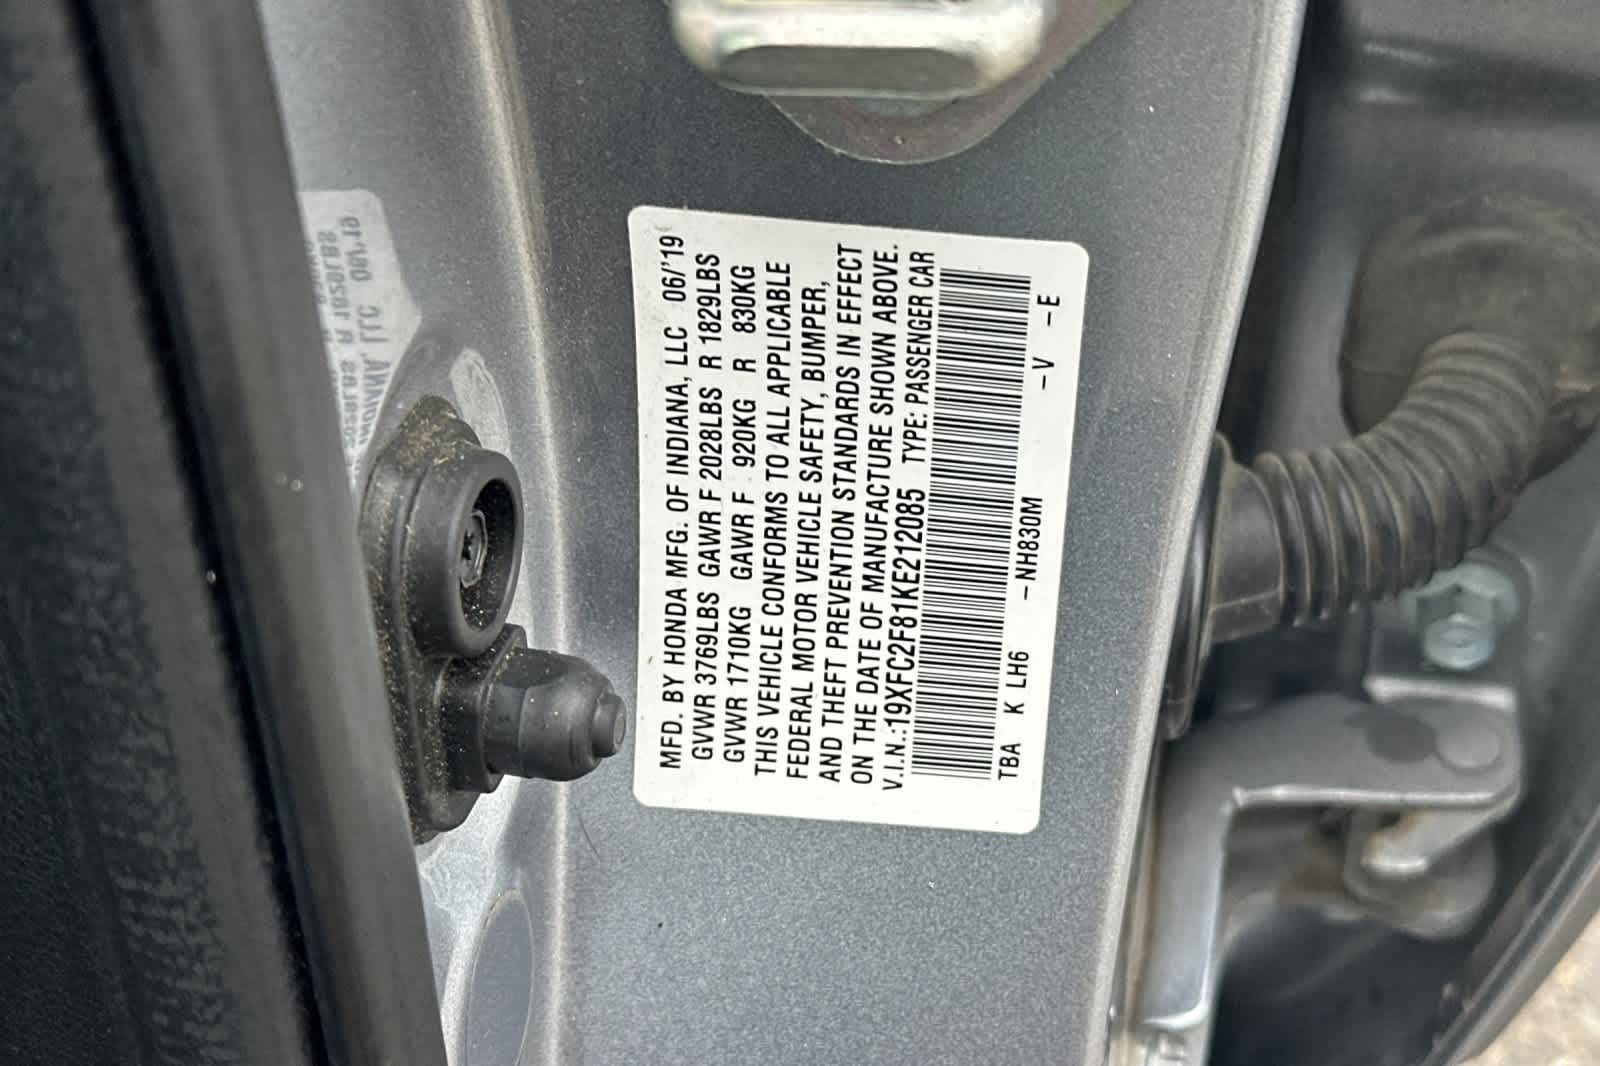 MFD. BY HONDA MFG. OF INDIANA, LLC 06/'19
GVWR 3769LBS GAWR F 2028LBS R 1829LBS
GVWR 1710KG GAWR F 920KG R 830KG
THIS VEHICLE CONFORMS TO ALL APPLICABLE
FEDERAL MOTOR VEHICLE SAFETY, BUMPER,
AND THEFT PREVENTION STANDARDS IN EFFECT
ON THE DATE OF MANUFACTURE SHOWN ABOVE.
V.I.N.:19XFC2F81KE212085 TYPE: PASSENGER CAR
TBA K LH6 -NH830M -V -E